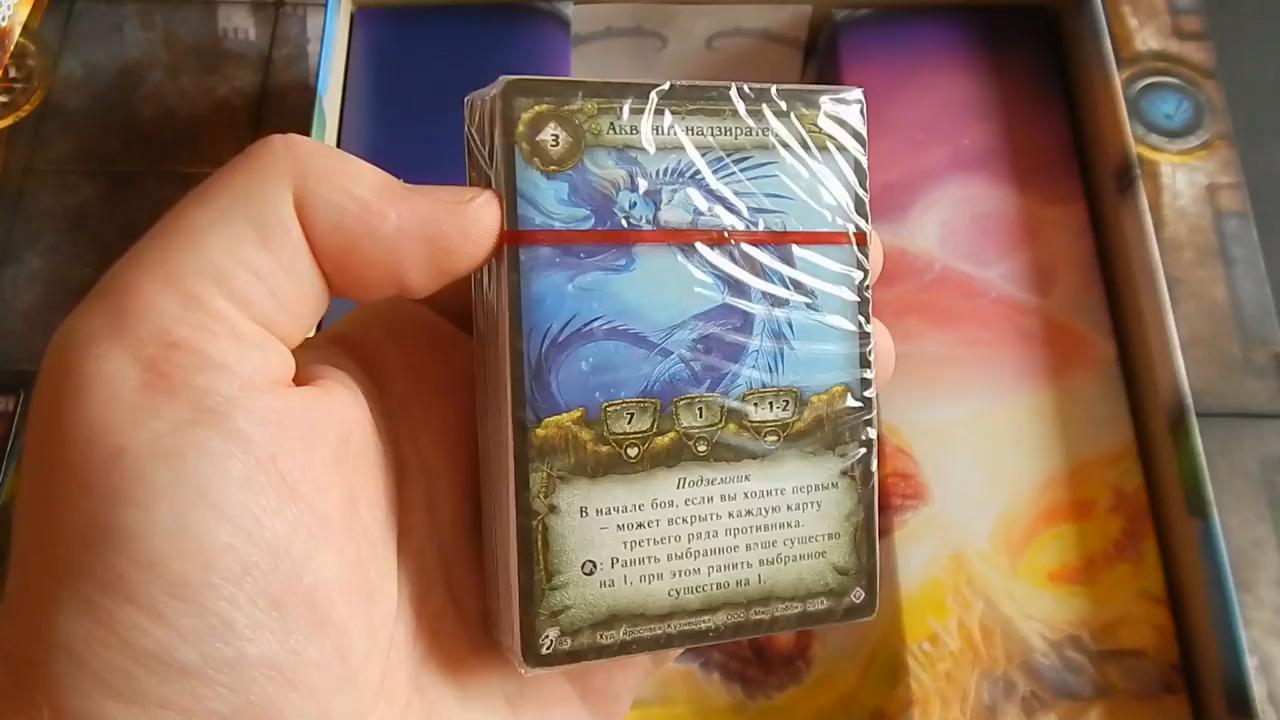 3
7 1 1-1-2
Подземник
В начале боя, если вы ходите первым
– может вскрыть каждую карту
третьего ряда противника.
: Ранить выбранное ваше существо
на 1, при этом ранить выбранное
существо на 1.
65 Худ. Ярослава Кузнецова ООО «Мир Хобби» 2018.